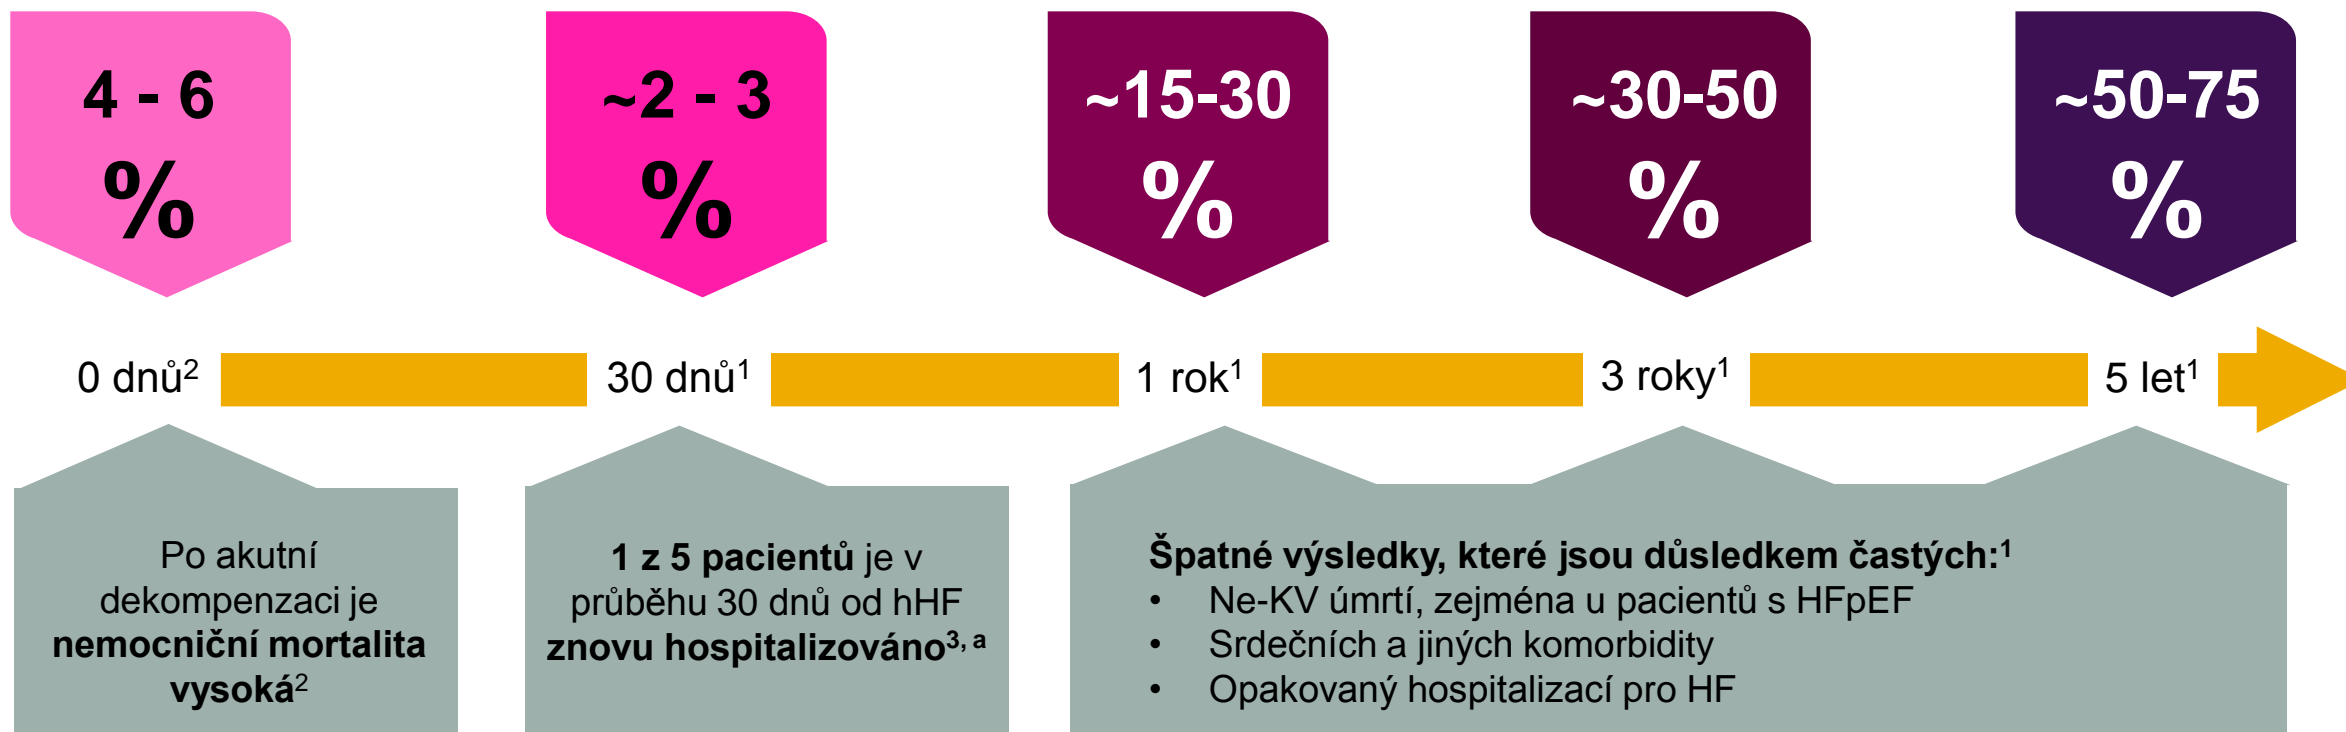 4 - 6
%
~2 - 3
%
~15-30
%
~30-50
%
~50-75
%
0 dnů2
30 dnů1
1 rok1
3 roky1
5 let1
Po akutní
dekompenzaci je
nemocniční mortalita
vysoká2
1 z 5 pacientů je v
průběhu 30 dnů od hHF
znovu hospitalizováno3, a
Špatné výsledky, které jsou důsledkem častých:1
• Ne-KV úmrtí, zejména u pacientů s HFpEF
• Srdečních a jiných komorbidity
• Opakovaný hospitalizací pro HF